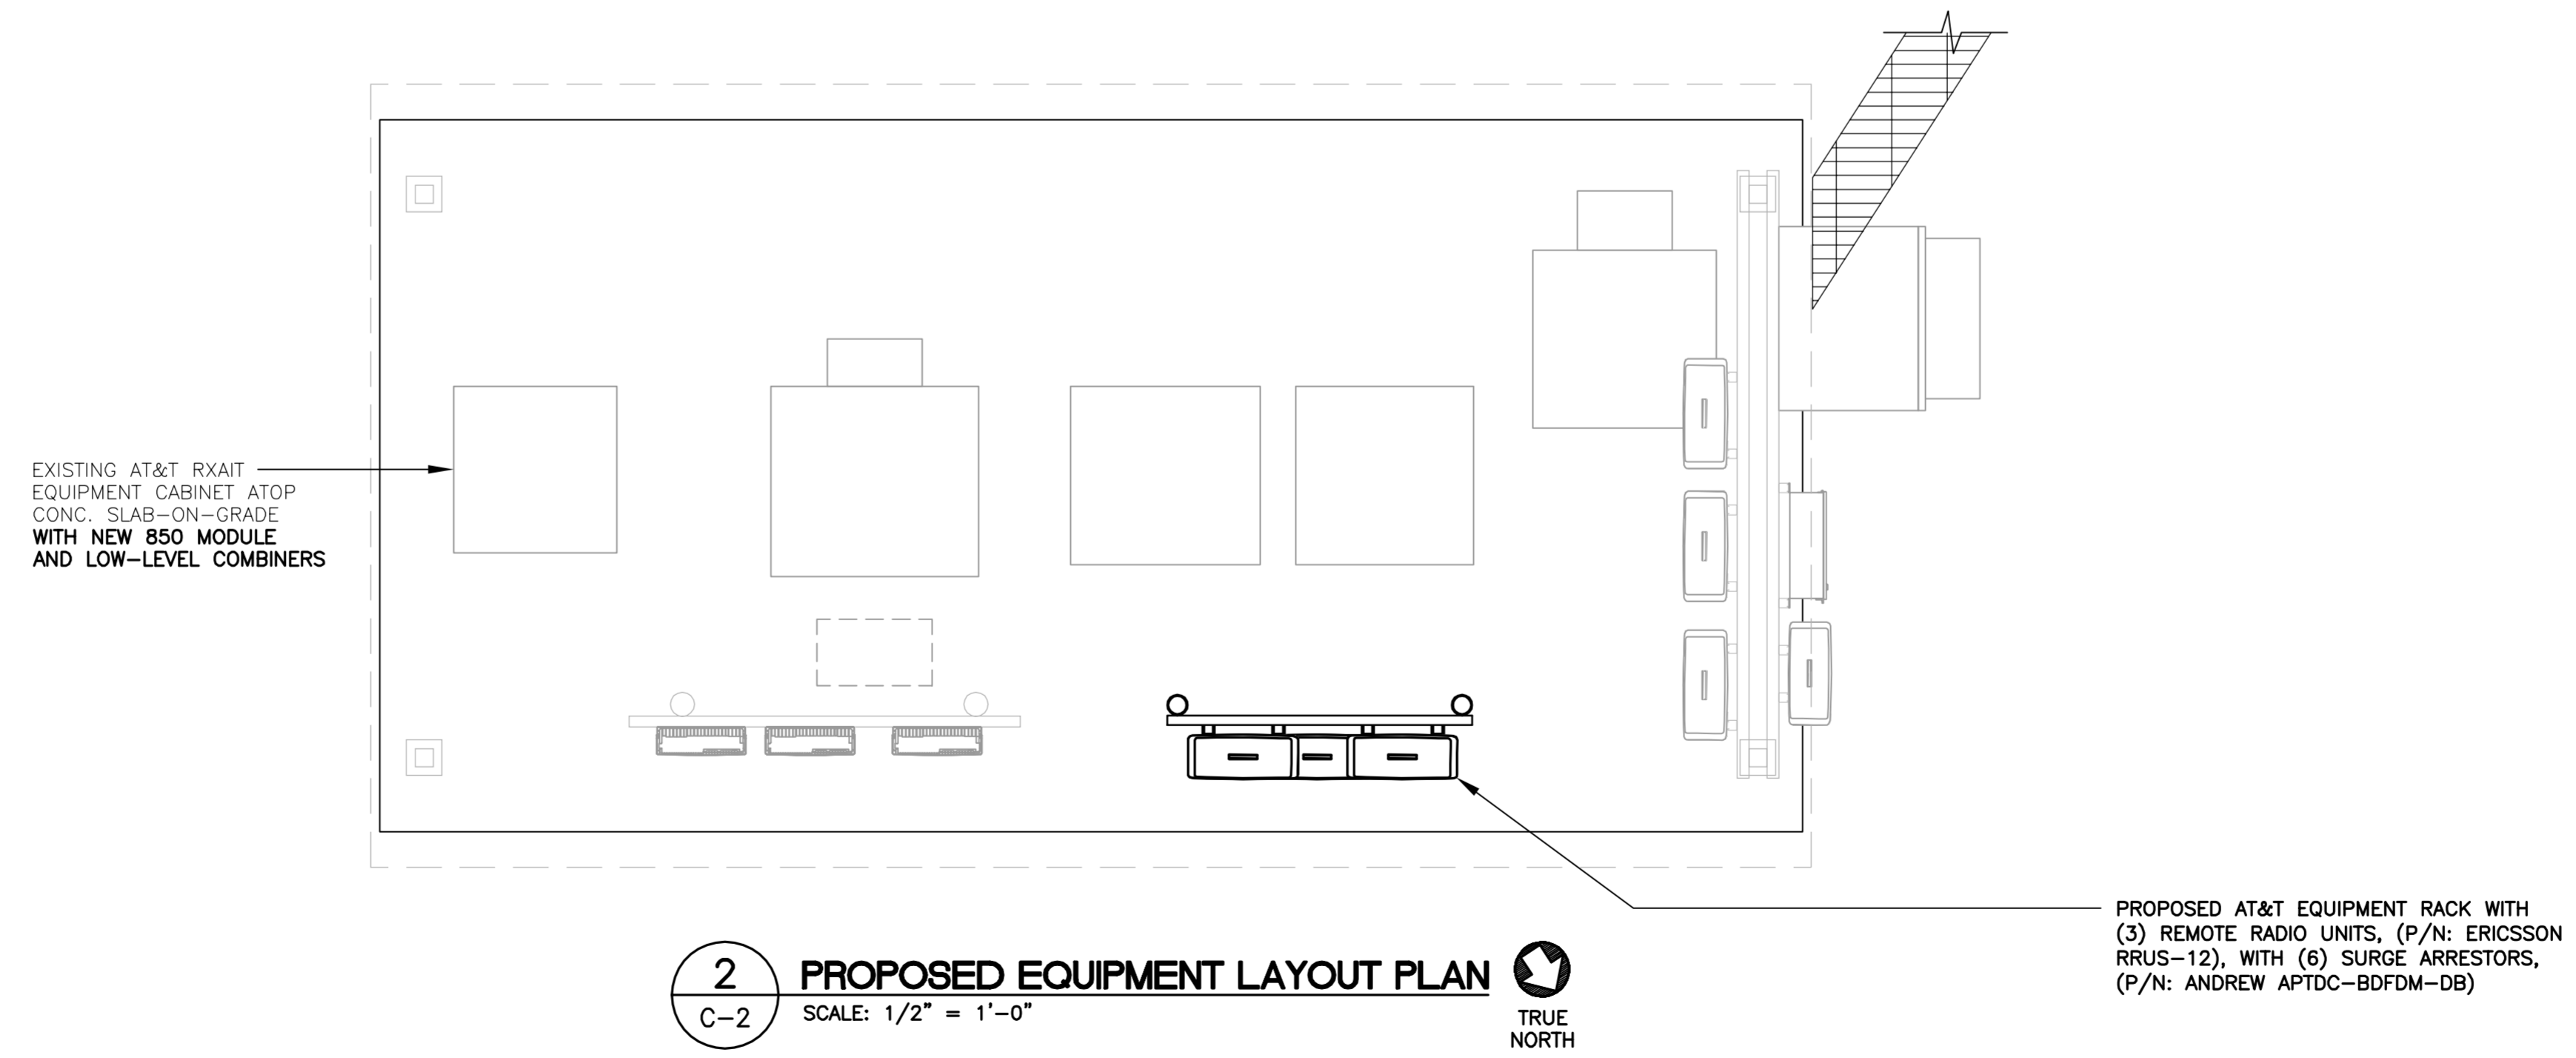 EXISTING AT&T RXAIT
EQUIPMENT CABINET ATOP
CONC. SLAB-ON-GRADE
WITH NEW 850 MODULE
AND LOW-LEVEL COMBINERS
PROPOSED AT&T EQUIPMENT RACK WITH
(3) REMOTE RADIO UNITS, (P/N: ERICSSON
RRUS-12), WITH (6) SURGE ARRESTORS,
(P/N: ANDREW APTDC-BDFDM-DB)
2
C-2
PROPOSED EQUIPMENT LAYOUT PLAN
SCALE: 1/2" = 1'-0"
TRUE
NORTH